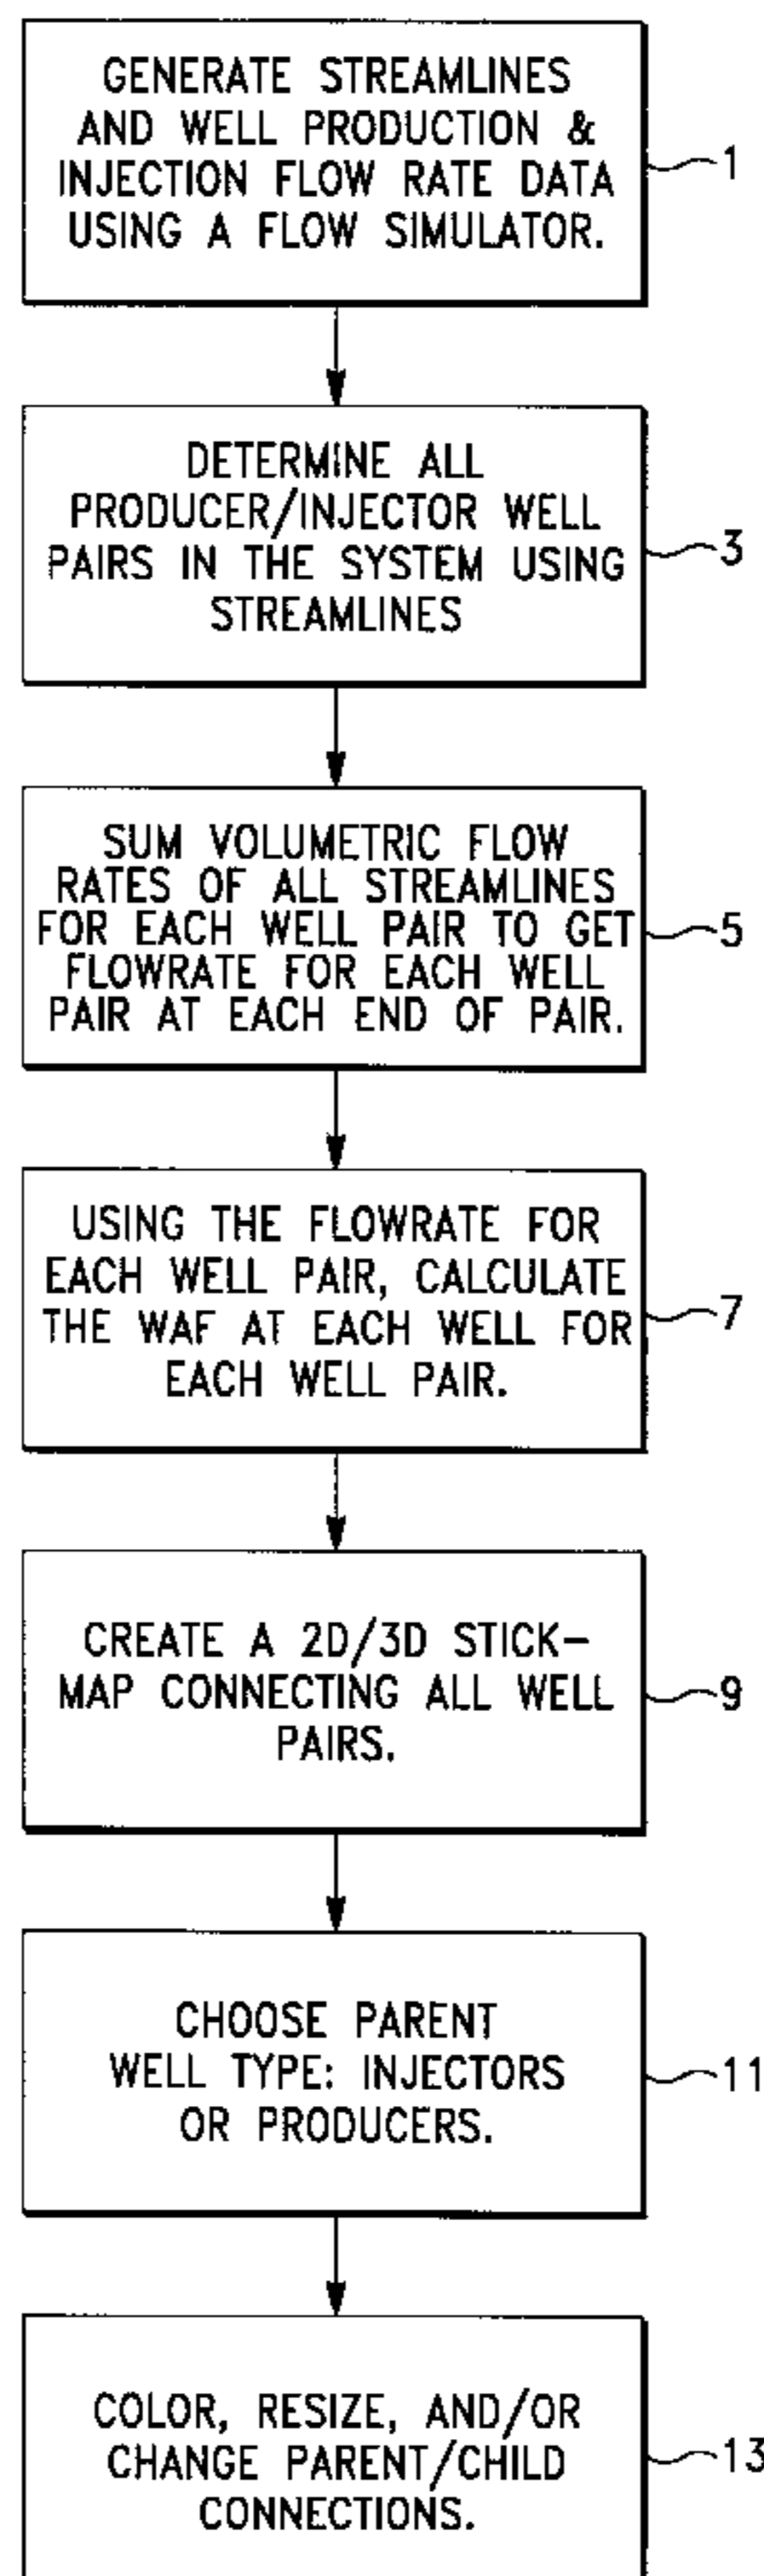 GENERATE STREAMLINES
AND WELL PRODUCTION &
INJECTION FLOW RATE DATA
USING A FLOW SIMULATOR.
1
DETERMINE ALL
PRODUCER/INJECTOR WELL
PAIRS IN THE SYSTEM USING
STREAMLINES
3
SUM VOLUMETRIC FLOW
RATES OF ALL STREAMLINES
FOR EACH WELL PAIR TO GET
FLOWRATE FOR EACH WELL
PAIR AT EACH END OF PAIR.
5
USING THE FLOWRATE FOR
EACH WELL PAIR, CALCULATE
THE WAF AT EACH WELL FOR
EACH WELL PAIR.
7
CREATE A 2D/3D STICK-
MAP CONNECTING ALL WELL
PAIRS.
9
CHOOSE PARENT
WELL TYPE: INJECTORS
OR PRODUCERS.
11
COLOR, RESIZE, AND/OR
CHANGE PARENT/CHILD
CONNECTIONS.
13